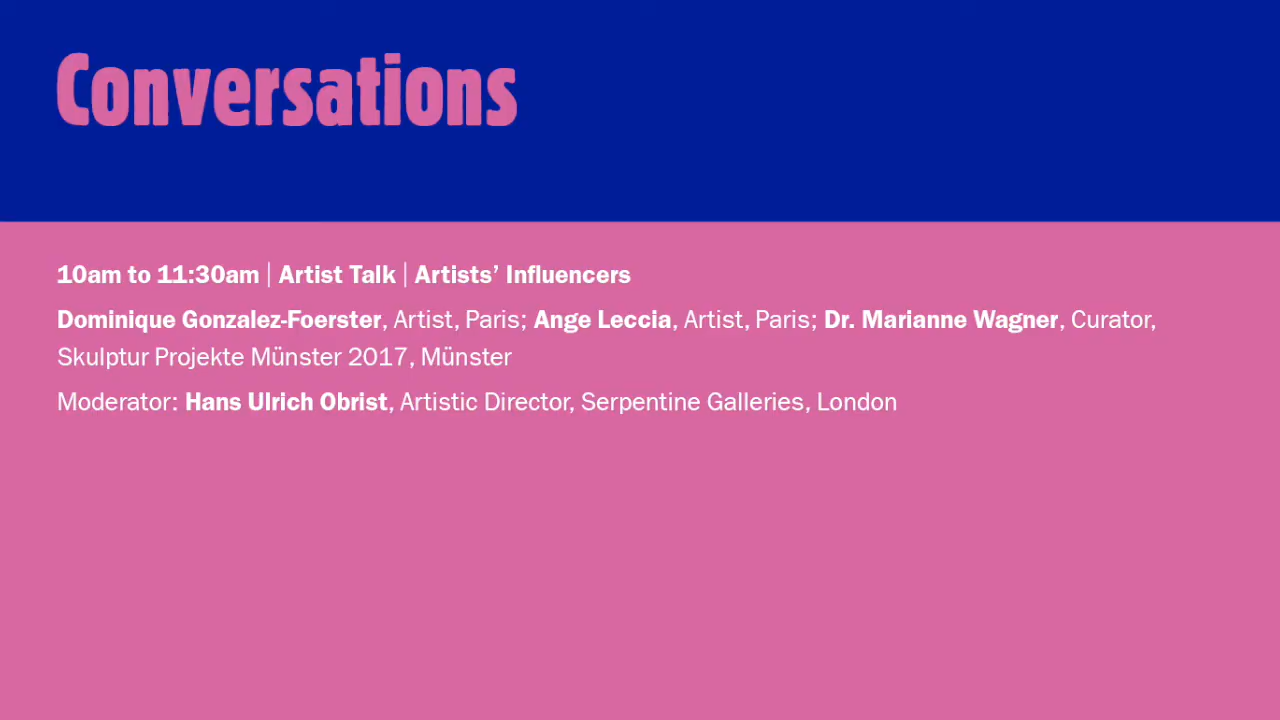 Conversations
10am to 11:30am | Artist Talk | Artists’ Influencers
Dominique Gonzalez-Foerster, Artist, Paris; Ange Leccia, Artist, Paris; Dr. Marianne Wagner, Curator,
Skulptur Projekte Münster 2017, Münster
Moderator: Hans Ulrich Obrist, Artistic Director, Serpentine Galleries, London